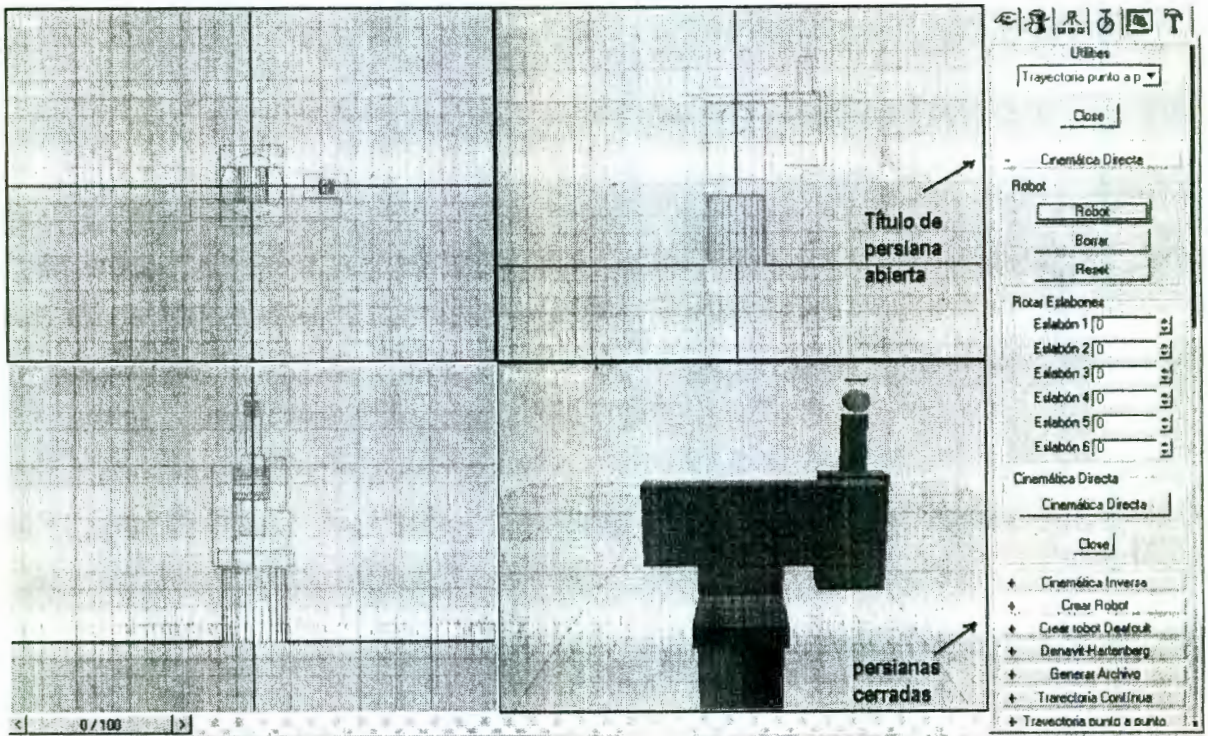 Utilities
Trayectoria punto a p
Close
- Cinemática Directa
Robot
Robot
Borrar
Reset
Rotar Eslabones
Eslabón 1 0
Eslabón 2 0
Eslabón 3 0
Eslabón 4 0
Eslabón 5 0
Eslabón 6 0
Cinemática Directa
Cinemática Directa
Close
+ Cinemática Inversa
+ Crear Robot
+ Crear robot Deafoult
+ Denavit-Hartenberg
+ Generar Archivo
+ Trayectoria Contínua
+ Trayectoria punto a punto
Título de
persiana
abierta
persianas
cerradas
< 0 / 100 >